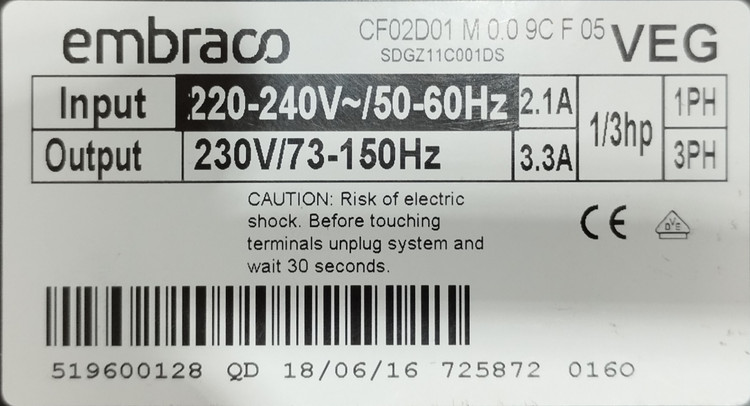 embraco CF02D01 M 0.0 9C F 05 VEG
SDGZ11C001DS
Input 220-240V~/50-60Hz 2.1A 1/3hp 1PH
Output 230V/73-150Hz 3.3A 3PH
CAUTION: Risk of electric
shock. Before touching
terminals unplug system and
wait 30 seconds.
CE
DVE
519600128 QD 18/06/16 725872 0160